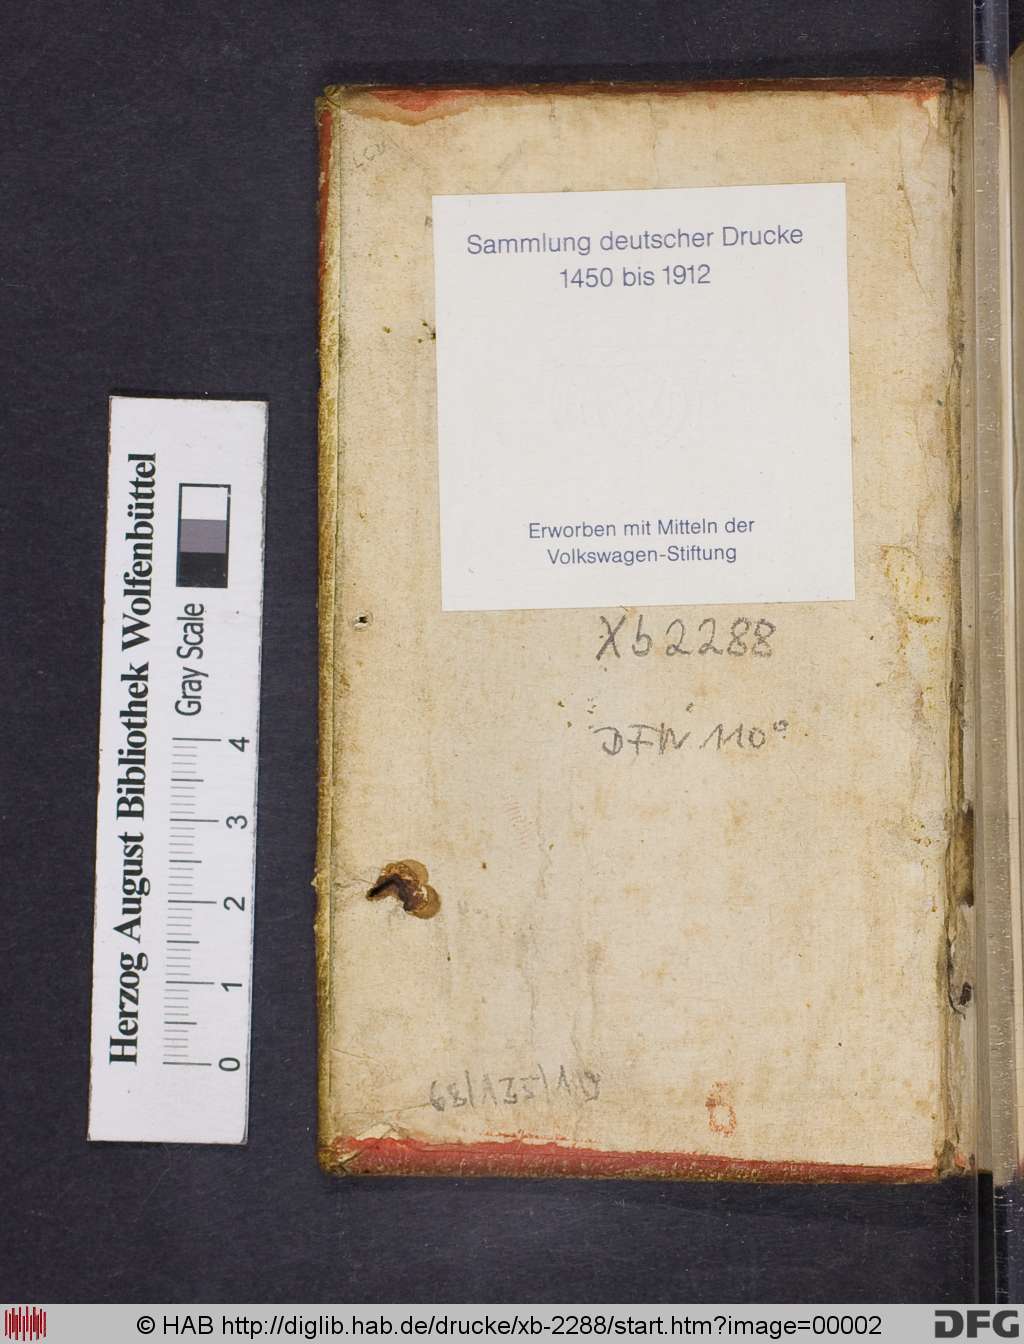 Sammlung deutscher Drucke
1450 bis 1912
Erworben mit Mitteln der
Volkswagen-Stiftung
Xb 2288
Herzog August Bibliothek Wolfenbüttel
Gray Scale
0 1 2 3 4
© HAB http://diglib.hab.de/drucke/xb-2288/start.htm?image=00002
DFG